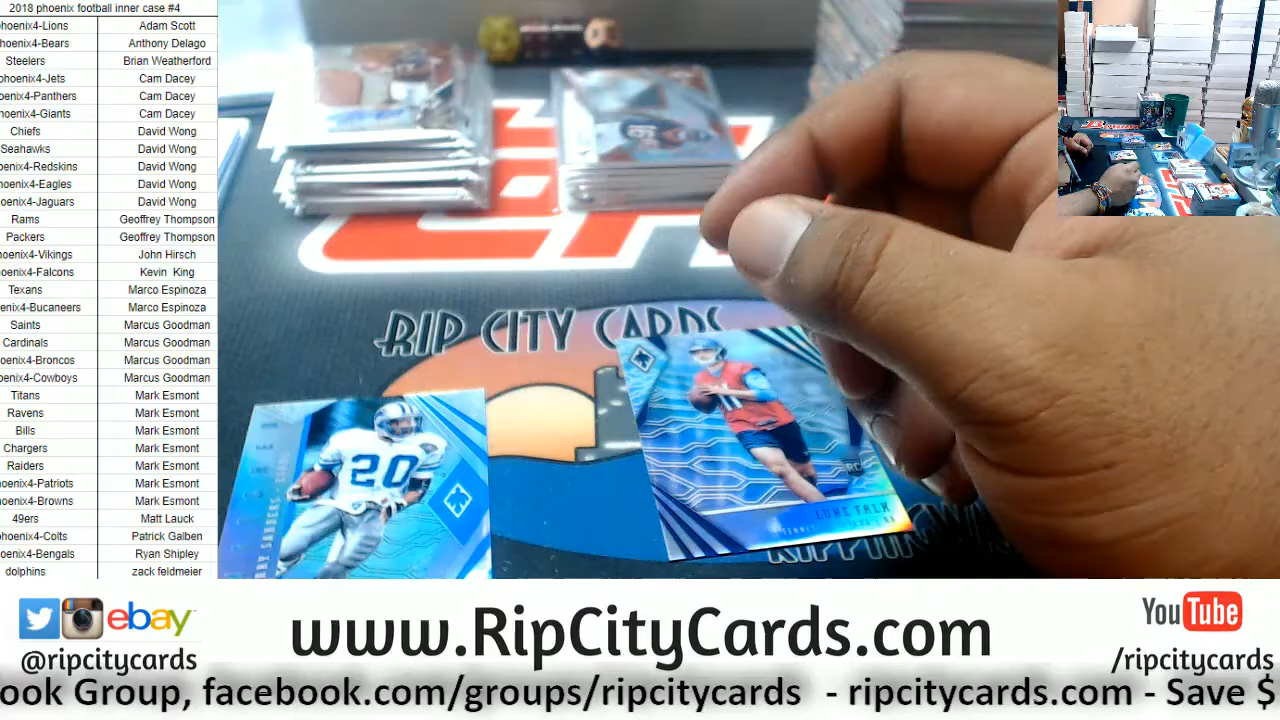 2018 phoenix football inner case #4
hoenix4-Lions Adam Scott
hoenix4-Bears Anthony Delago
Steelers Brian Weatherford
phoenix4-Jets Cam Dacey
oenix4-Panthers Cam Dacey
hoenix4-Giants Cam Dacey
Chiefs David Wong
Seahawks David Wong
oenix4-Redskins David Wong
hoenix4-Eagles David Wong
oenix4-Jaguars David Wong
Rams Geoffrey Thompson
Packers Geoffrey Thompson
oenix4-Vikings John Hirsch
oenix4-Falcons Kevin King
Texans Marco Espinoza
enix4-Bucaneers Marco Espinoza
Saints Marcus Goodman
Cardinals Marcus Goodman
oenix4-Broncos Marcus Goodman
oenix4-Cowboys Marcus Goodman
Titans Mark Esmont
Ravens Mark Esmont
Bills Mark Esmont
Chargers Mark Esmont
Raiders Mark Esmont
oenix4-Patriots Mark Esmont
oenix4-Browns Mark Esmont
49ers Matt Lauck
phoenix4-Colts Patrick Galben
oenix4-Bengals Ryan Shipley
dolphins zack feldmeier
RIP CITY CARDS
20
LUKE FALK
RC
ebay
@ripcitycards
www.RipCityCards.com
YouTube
/ripcitycards
ook Group, facebook.com/groups/ripcitycards - ripcitycards.com - Save $